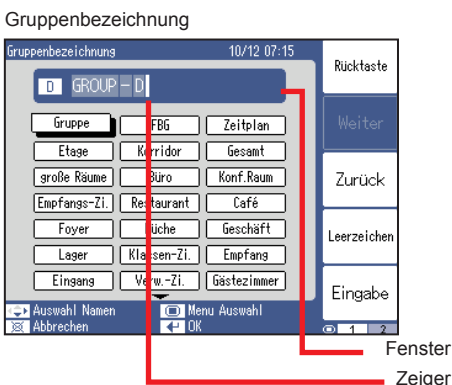 Gruppenbezeichnung
Gruppenbezeichnung 10/12 07:15
D GROUP – D
Gruppe FBG Zeitplan
Etage Korridor Gesamt
große Räume Büro Konf.Raum
Empfangs-Zi. Restaurant Café
Foyer Küche Geschäft
Lager Klassen-Zi. Empfang
Eingang Verw.-Zi. Gästezimmer
Auswahl Namen Menu Auswahl
Abbrechen OK
Rücktaste
Weiter
Zurück
Leerzeichen
Eingabe
1 2
Fenster
Zeiger